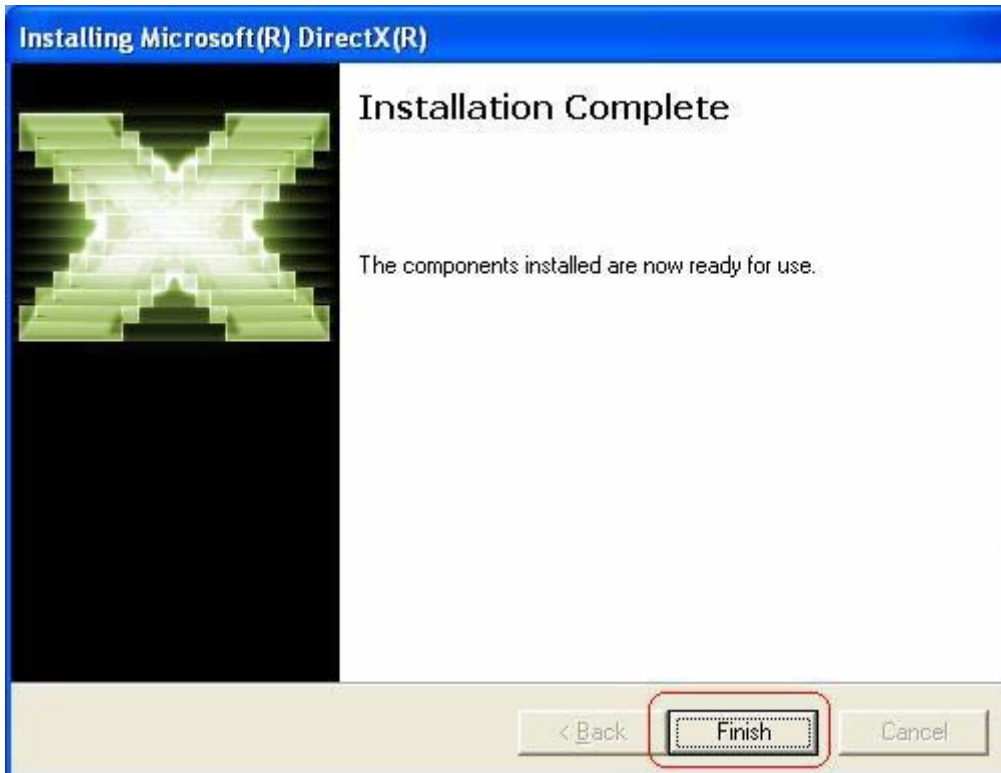 Installing Microsoft(R) DirectX(R)
Installation Complete
The components installed are now ready for use.
< Back
Finish
Cancel